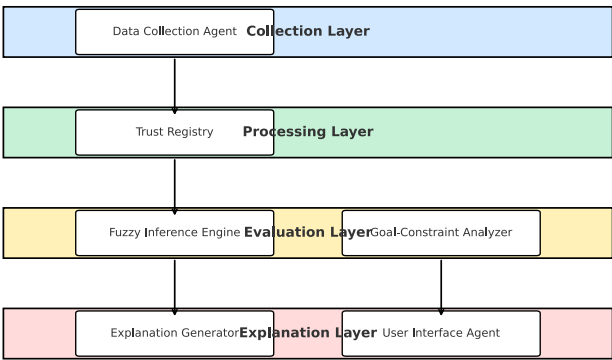 Data Collection Agent
Collection Layer
Trust Registry
Processing Layer
Fuzzy Inference Engine
Evaluation Layer
Goal-Constraint Analyzer
Explanation Generator
Explanation Layer
User Interface Agent